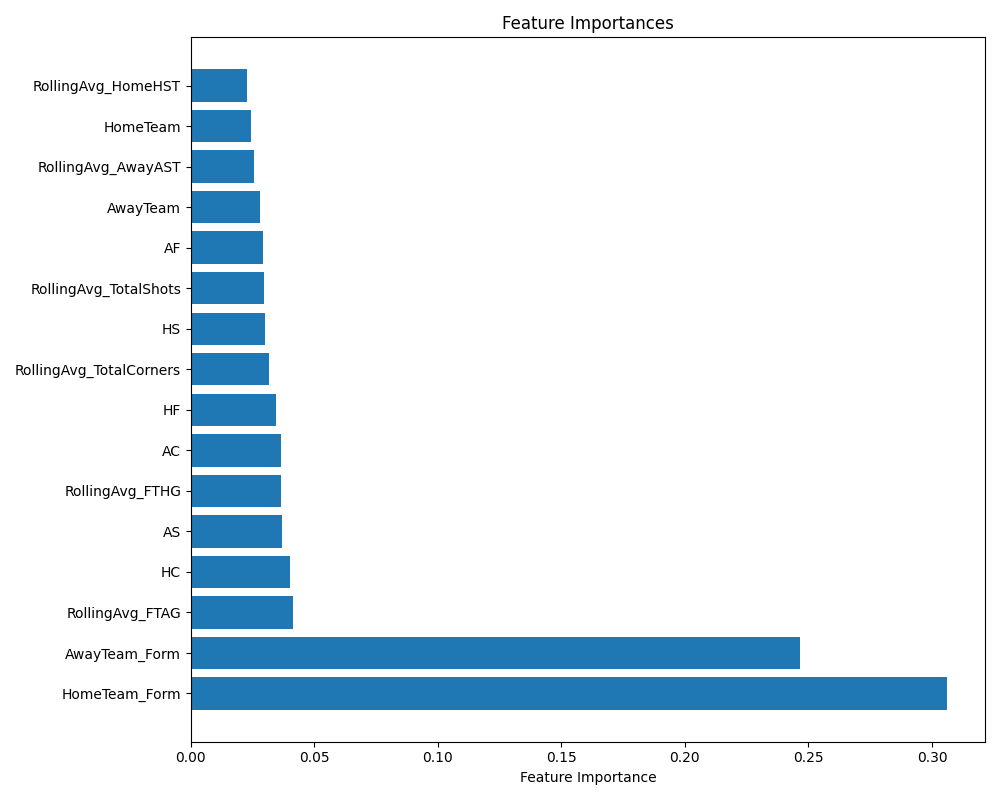 Feature Importances
RollingAvg_HomeHST
HomeTeam
RollingAvg_AwayAST
AwayTeam
AF
RollingAvg_TotalShots
HS
RollingAvg_TotalCorners
HF
AC
RollingAvg_FTHG
AS
HC
RollingAvg_FTAG
AwayTeam_Form
HomeTeam_Form
0.00 0.05 0.10 0.15 0.20 0.25 0.30
Feature Importance